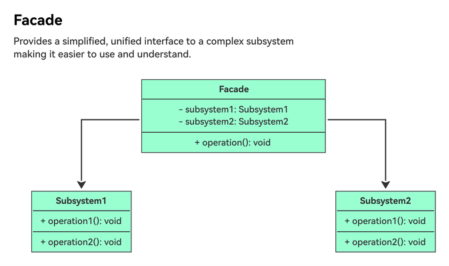 Facade
Provides a simplified, unified interface to a complex subsystem
making it easier to use and understand.
Facade
- subsystem1: Subsystem1
- subsystem2: Subsystem2
+ operation(): void
Subsystem1
+ operation1(): void
+ operation2(): void
Subsystem2
+ operation1(): void
+ operation2(): void